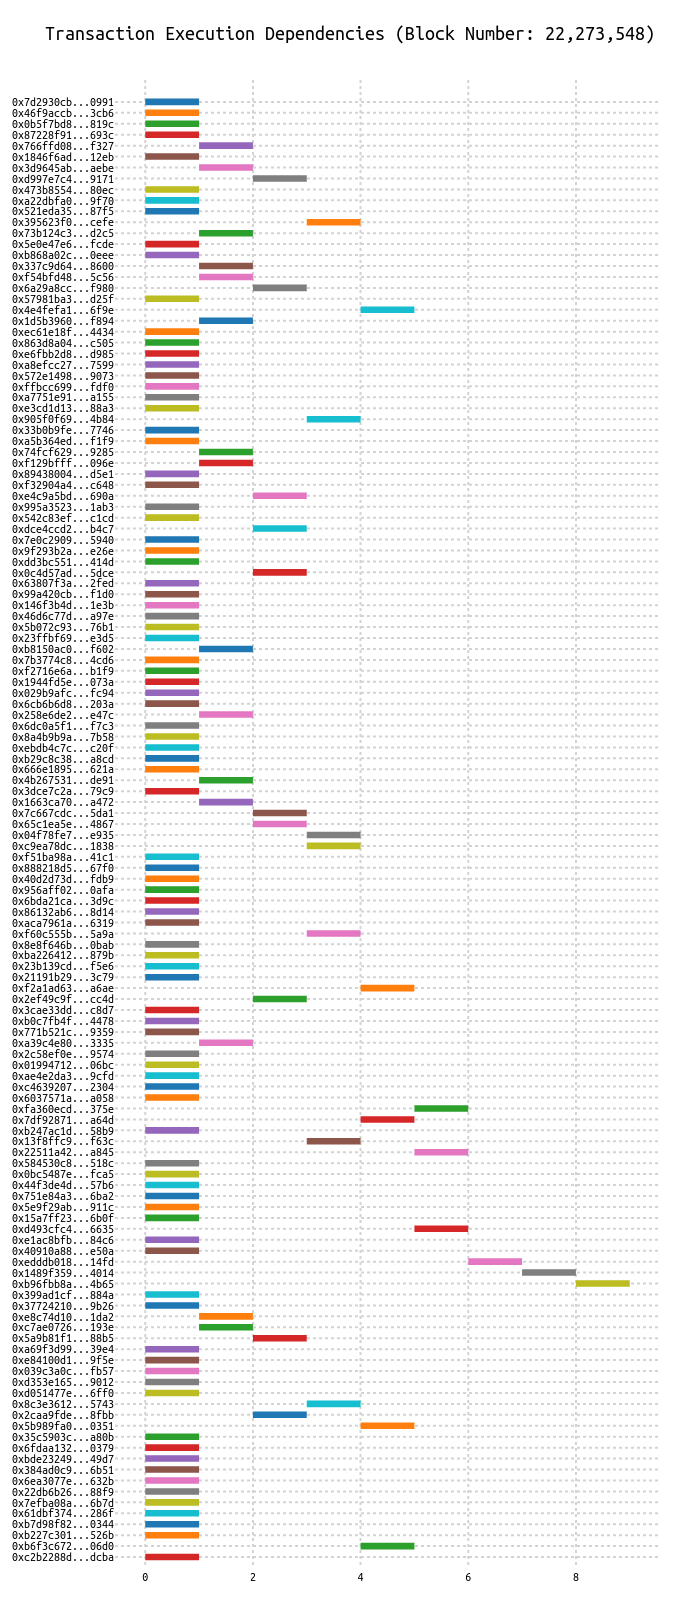 Transaction Execution Dependencies (Block Number: 22,273,548)
0x7d2930cb...0991
0x46f9accb...3cb6
0x0b5f7bd8...819c
0x87228f91...693c
0x766ffd08...f327
0x1846f6ad...12eb
0x3d9645ab...aebe
0xd997e7c4...9171
0x473b8554...80ec
0xa22dbfa0...9f70
0x521eda35...87f5
0x395623f0...cefe
0x73b124c3...d2c5
0x5e0e47e6...fcde
0xb868a02c...0eee
0x337c9d64...8600
0xf54bfd48...5c56
0x6a29a8cc...f980
0x57981ba3...d25f
0x4e4fefa1...6f9e
0x1d5b3960...f894
0xec61e18f...4434
0x863d8a04...c505
0xe6fbb2d8...d985
0xa8efcc27...7599
0x572e1498...9073
0xffbcc699...fdf0
0xa7751e91...a155
0xe3cd1d13...88a3
0x905f0f69...4b84
0x33b0b9fe...7746
0xa5b364ed...f1f9
0x74fcf629...9285
0xf129bfff...096e
0x89438004...d5e1
0xf32904a4...c648
0xe4c9a5bd...690a
0x995a3523...1ab3
0x542c83ef...c1cd
0xdce4ccd2...b4c7
0x7e0c2909...5940
0x9f293b2a...e26e
0xdd3bc551...414d
0x0c4d57ad...5dce
0x63807f3a...2fed
0x99a420cb...f1d0
0x146f3b4d...1e3b
0x46d6c77d...a97e
0x5b072c93...76b1
0x23ffbf69...e3d5
0xb8150ac0...f602
0x7b3774c8...4cd6
0xf2716e6a...b1f9
0x1944fd5e...073a
0x029b9afc...fc94
0x6cb6b6d8...203a
0x258e6de2...e47c
0x6dc0a5f1...f7c3
0x8a4b9b9a...7b58
0xebdb4c7c...c20f
0xb29c8c38...a8cd
0x666e1895...621a
0x4b267531...de91
0x3dce7c2a...79c9
0x1663ca70...a472
0x7c667cdc...5da1
0x65c1ea5e...4867
0x04f78fe7...e935
0xc9ea78dc...1838
0xf51ba98a...41c1
0x888218d5...67f0
0x40d2d73d...fdb9
0x956aff02...0afa
0x6bda21ca...3d9c
0x86132ab6...8d14
0xaca7961a...6319
0xf60c555b...5a9a
0x8e8f646b...0bab
0xba226412...879b
0x23b139cd...f5e6
0x21191b29...3c79
0xf2a1ad63...a6ae
0x2ef49c9f...cc4d
0x3cae33dd...c8d7
0xb0c7fb4f...4478
0x771b521c...9359
0xa39c4e80...3335
0x2c58ef0e...9574
0x01994712...06bc
0xae4e2da3...9cfd
0xc4639207...2304
0x6037571a...a058
0xfa360ecd...375e
0x7df92871...a64d
0xb247ac1d...58b9
0x13f8ffc9...f63c
0x22511a42...a845
0x584530c8...518c
0x0bc5487e...fca5
0x44f3de4d...57b6
0x751e84a3...6ba2
0x5e9f29ab...911c
0x15a7ff23...6b0f
0xd493cfc4...6635
0xe1ac8bfb...84c6
0x40910a88...e50a
0xedddb018...14fd
0x1489f359...4014
0xb96fbb8a...4b65
0x399ad1cf...884a
0x37724210...9b26
0xe8c74d10...1da2
0xc7ae0726...193e
0x5a9b81f1...88b5
0xa69f3d99...39e4
0xe84100d1...9f5e
0x039c3a0c...fb57
0xd353e165...9012
0xd051477e...6ff0
0x8c3e3612...5743
0x2caa9fde...8fbb
0x5b989fa0...0351
0x35c5903c...a80b
0x6fdaa132...0379
0xbde23249...49d7
0x384ad0c9...6b51
0x6ea3077e...632b
0x22db6b26...88f9
0x7efba08a...6b7d
0x61dbf374...286f
0xb7d98f82...0344
0xb227c301...526b
0xb6f3c672...06d0
0xc2b2288d...dcba
0 2 4 6 8